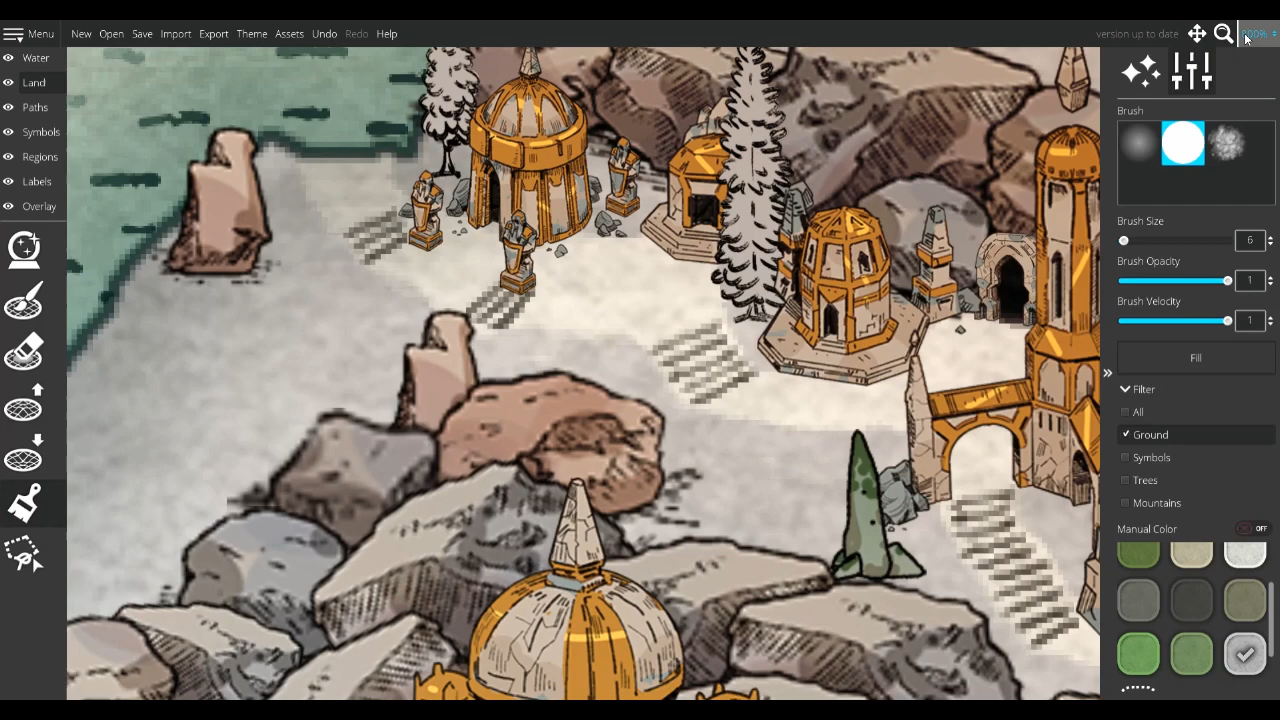 Menu New Open Save Import Export Theme Assets Undo Redo Help version up to date
Water
Land
Paths
Symbols
Regions
Labels
Overlay
Brush
Brush Size
6
Brush Opacity
1
Brush Velocity
1
Fill
Filter
All
Ground
Symbols
Trees
Mountains
Manual Color OFF